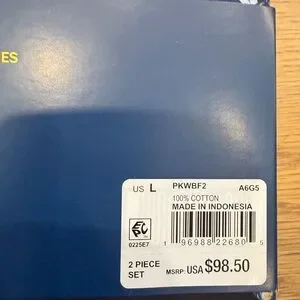 ES
US L PKWBF2 A6G5
100% COTTON
MADE IN INDONESIA
0225E7
1 96988 22680 5
2 PIECE
SET
MSRP: USA $98.50